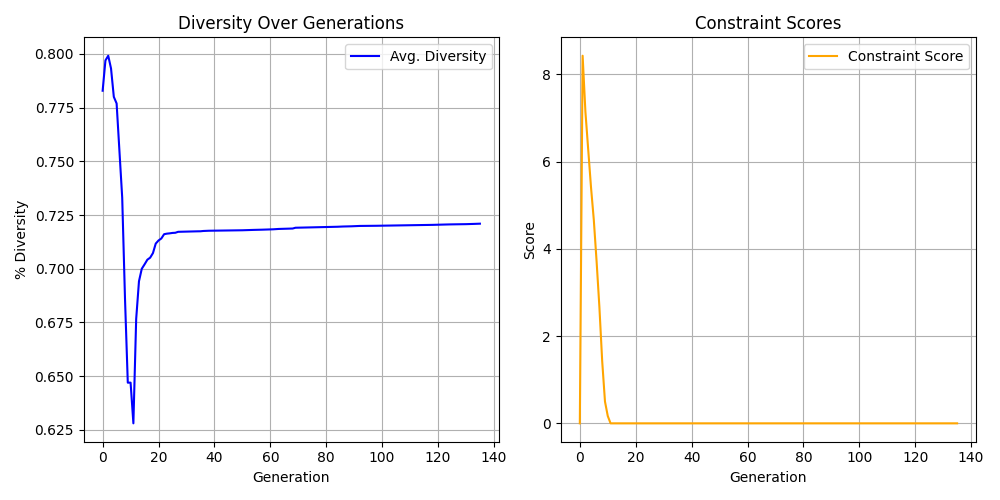 Diversity Over Generations
Avg. Diversity
% Diversity
0.800
0.775
0.750
0.725
0.700
0.675
0.650
0.625
0 20 40 60 80 100 120 140
Generation
Constraint Scores
Constraint Score
Score
8
6
4
2
0
0 20 40 60 80 100 120 140
Generation